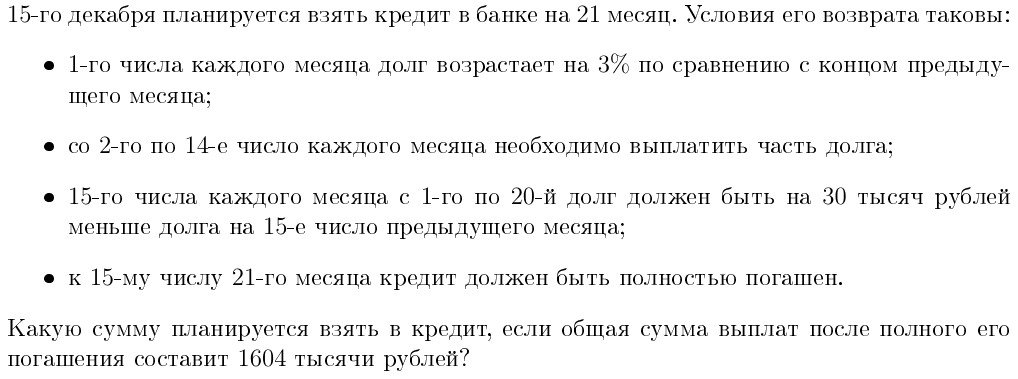 15-го декабря планируется взять кредит в банке на 21 месяц. Условия его возврата таковы:
• 1-го числа каждого месяца долг возрастает на 3% по сравнению с концом предыду-
щего месяца;
• со 2-го по 14-е число каждого месяца необходимо выплатить часть долга;
• 15-го числа каждого месяца с 1-го по 20-й долг должен быть на 30 тысяч рублей
меньше долга на 15-е число предыдущего месяца;
• к 15-му числу 21-го месяца кредит должен быть полностью погашен.
Какую сумму планируется взять в кредит, если общая сумма выплат после полного его
погашения составит 1604 тысячи рублей?